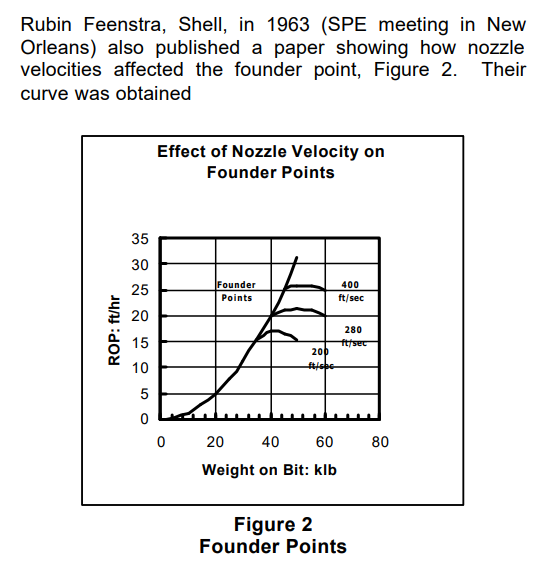 Rubin Feenstra, Shell, in 1963 (SPE meeting in New
Orleans) also published a paper showing how nozzle
velocities affected the founder point, Figure 2. Their
curve was obtained
Effect of Nozzle Velocity on
Founder Points
35
30
25
20
15
10
5
0
ROP: ft/hr
Founder
Points
400
ft/sec
280
ft/sec
200
ft/sec
0 20 40 60 80
Weight on Bit: klb
Figure 2
Founder Points